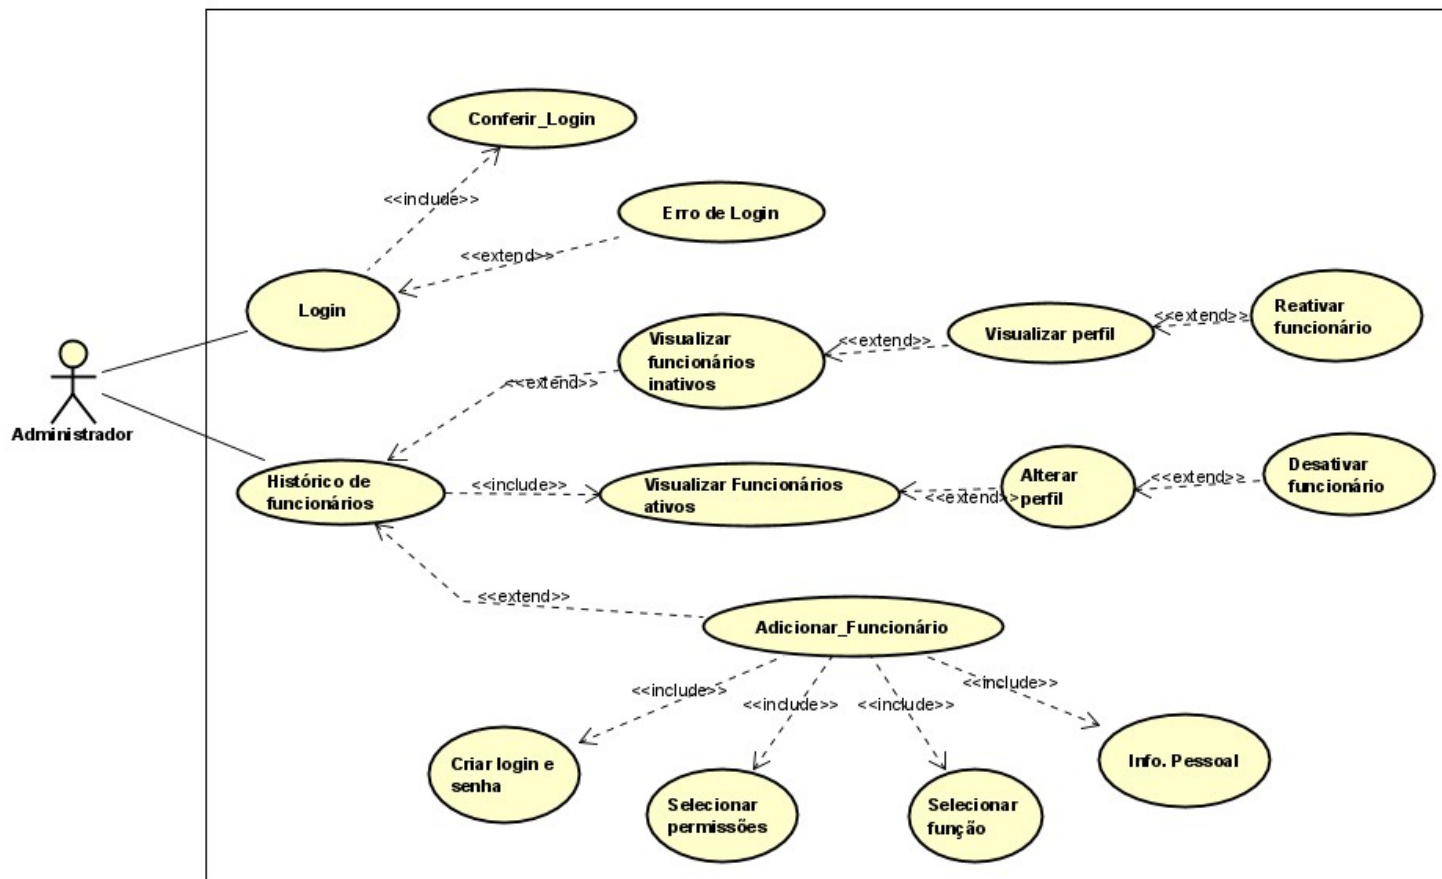 Conferir_Login
<<include>>
Erro de Login
<<extend>>
Login
Reativar
funcionário
<<extend>>
Visualizar perfil
<<extend>>
Visualizar
funcionários
inativos
<<extend>>
Administrador
Histórico de
funcionários
<<include>>
Visualizar Funcionários
ativos
<<extend>>
Alterar
perfil
<<extend>>
Desativar
funcionário
<<extend>>
Adicionar_Funcionário
<<include>>
<<include>>
<<include>>
<<include>>
Criar login e
senha
Selecionar
permissões
Selecionar
função
Info. Pessoal